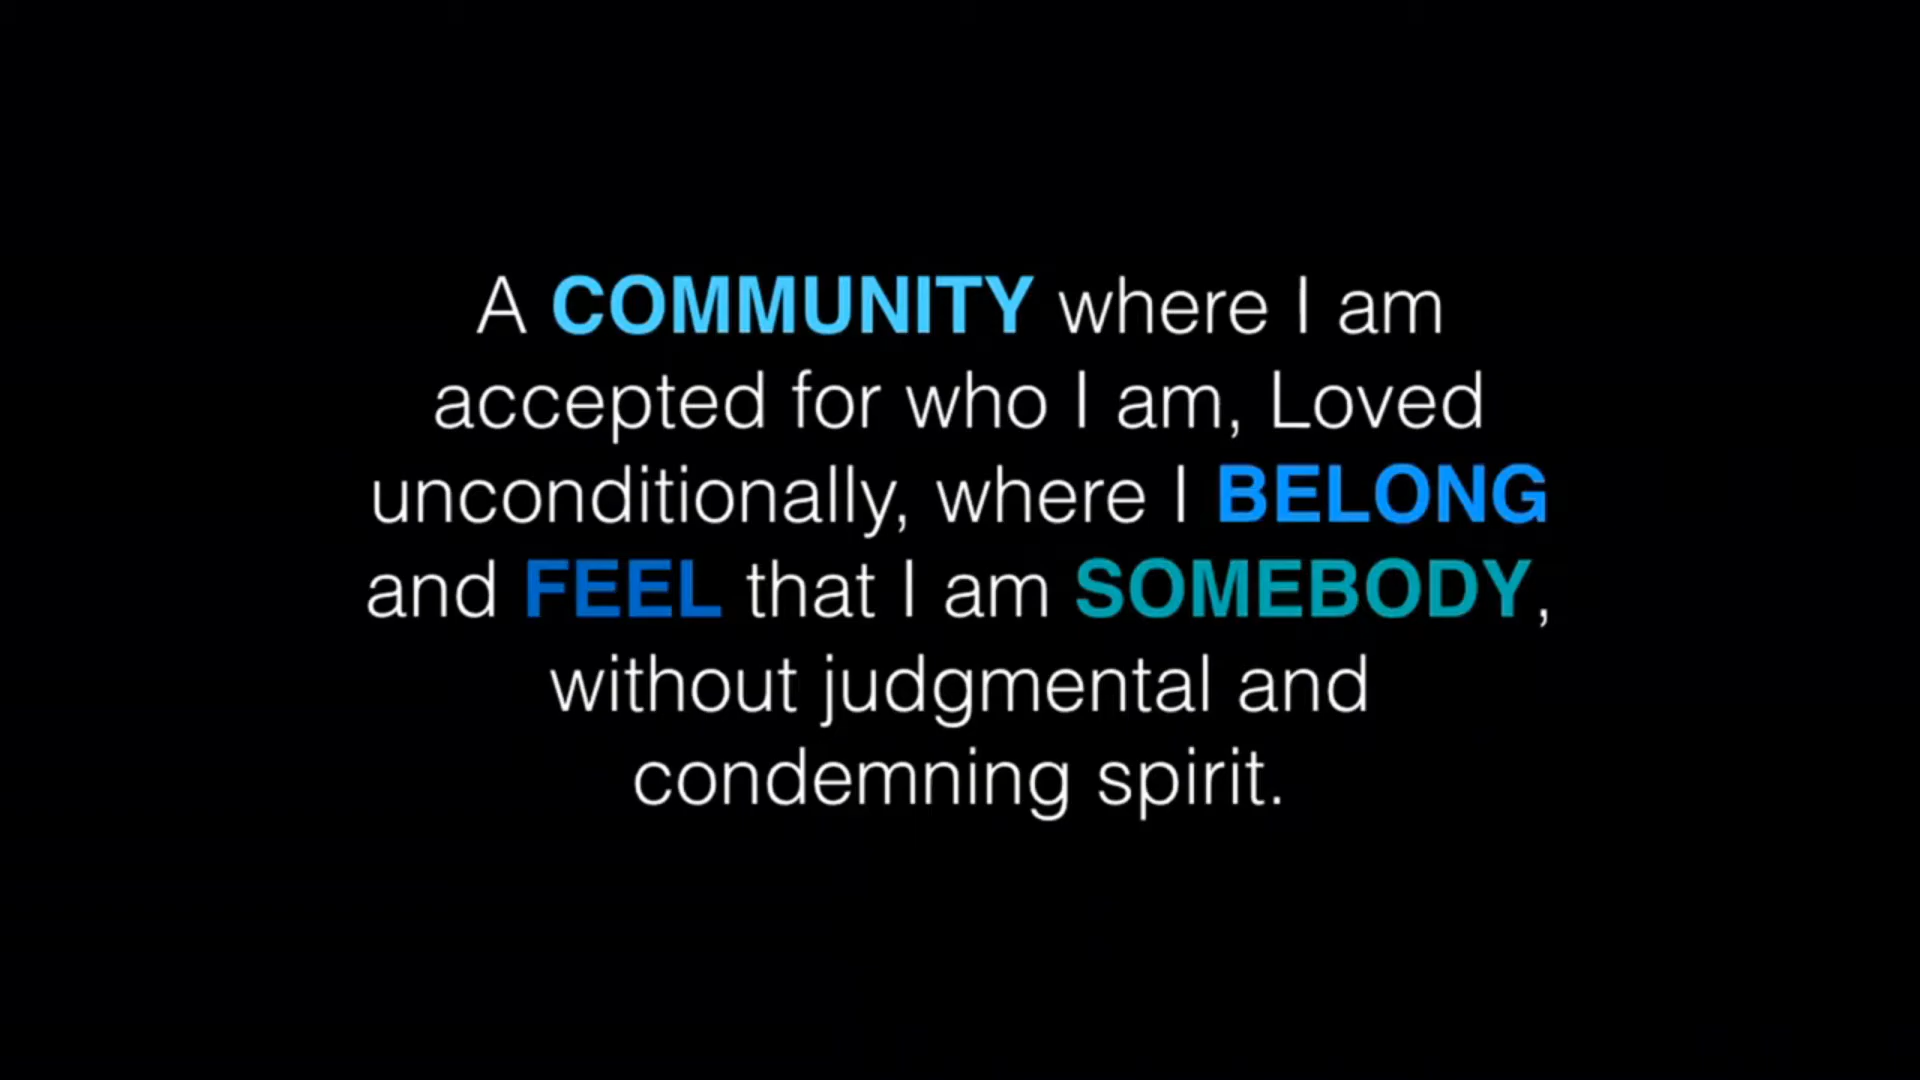 A COMMUNITY where I am
accepted for who I am, Loved
unconditionally, where I BELONG
and FEEL that I am SOMEBODY,
without judgmental and
condemning spirit.